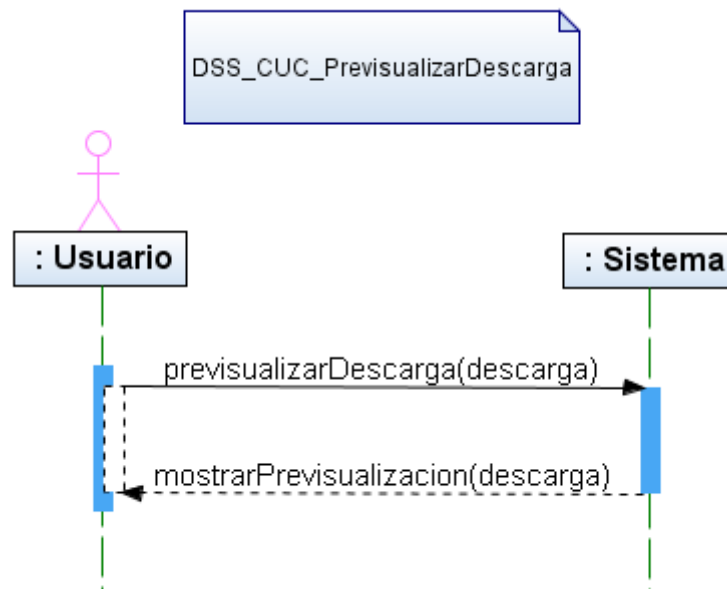 DSS_CUC_PrevisualizarDescarga
: Usuario
: Sistema
previsualizarDescarga(descarga)
mostrarPrevisualizacion(descarga)